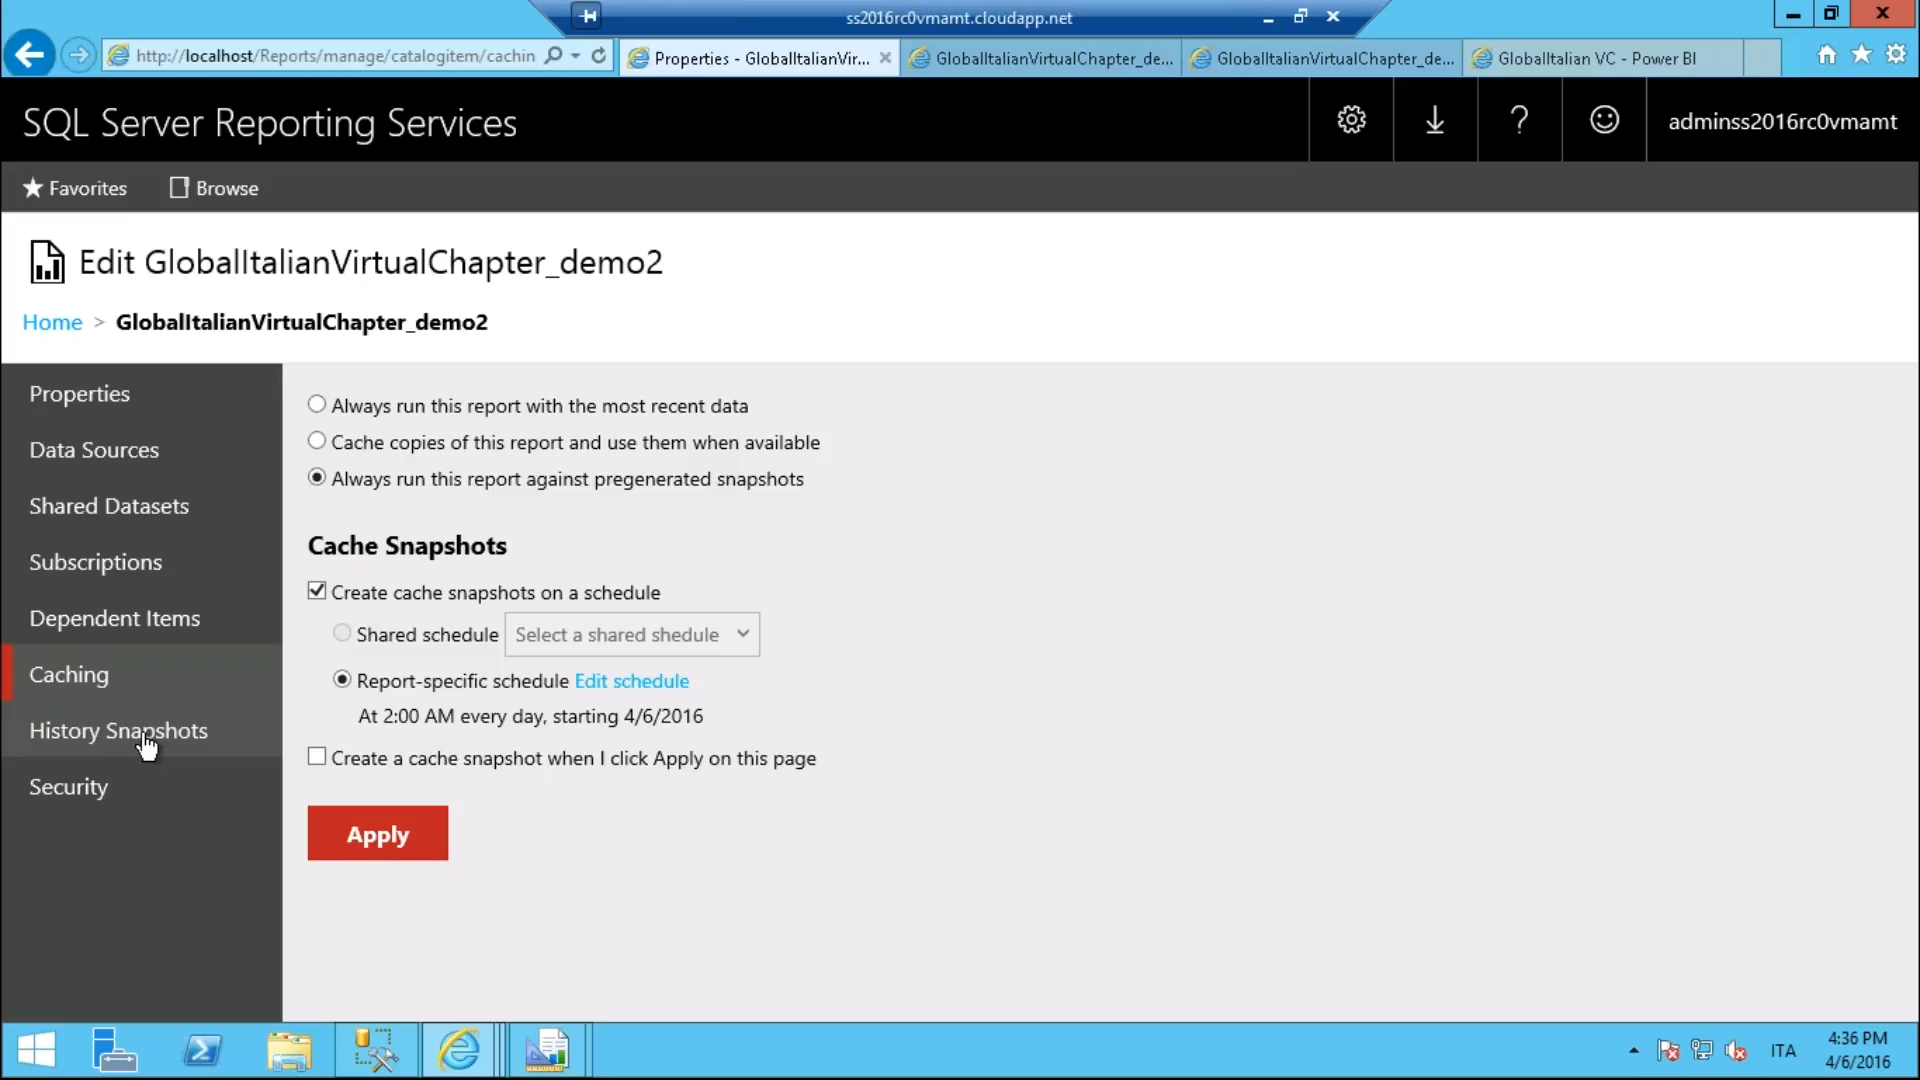 ss2016rc0vmamt.cloudapp.net
http://localhost/Reports/manage/catalogitem/cachin
Properties - GlobalItalianVir...
GlobalItalianVirtualChapter_de...
GlobalItalianVirtualChapter_de...
GlobalItalian VC - Power BI
SQL Server Reporting Services
adminss2016rc0vmamt
Favorites
Browse
Edit GlobalItalianVirtualChapter_demo2
Home > GlobalItalianVirtualChapter_demo2
Properties
Data Sources
Shared Datasets
Subscriptions
Dependent Items
Caching
History Snapshots
Security
Always run this report with the most recent data
Cache copies of this report and use them when available
Always run this report against pregenerated snapshots
Cache Snapshots
Create cache snapshots on a schedule
Shared schedule Select a shared shedule
Report-specific schedule Edit schedule
At 2:00 AM every day, starting 4/6/2016
Create a cache snapshot when I click Apply on this page
Apply
ITA
4:36 PM
4/6/2016